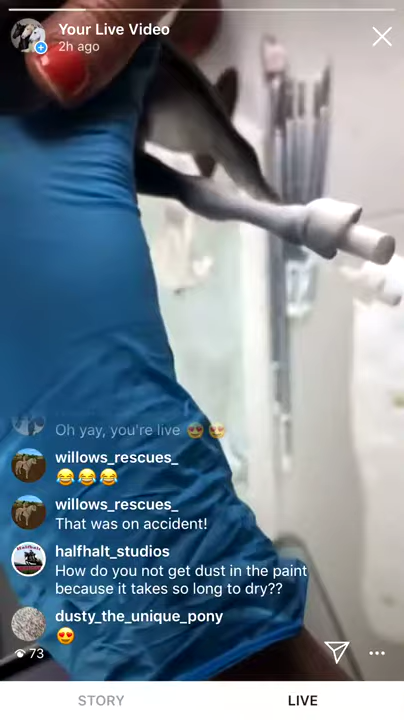 Your Live Video
2h ago
Oh yay, you're live 😍 😍
willows_rescues_
😂😂😂
willows_rescues_
That was on accident!
halfhalt_studios
How do you not get dust in the paint
because it takes so long to dry??
dusty_the_unique_pony
😍
73
STORY
LIVE